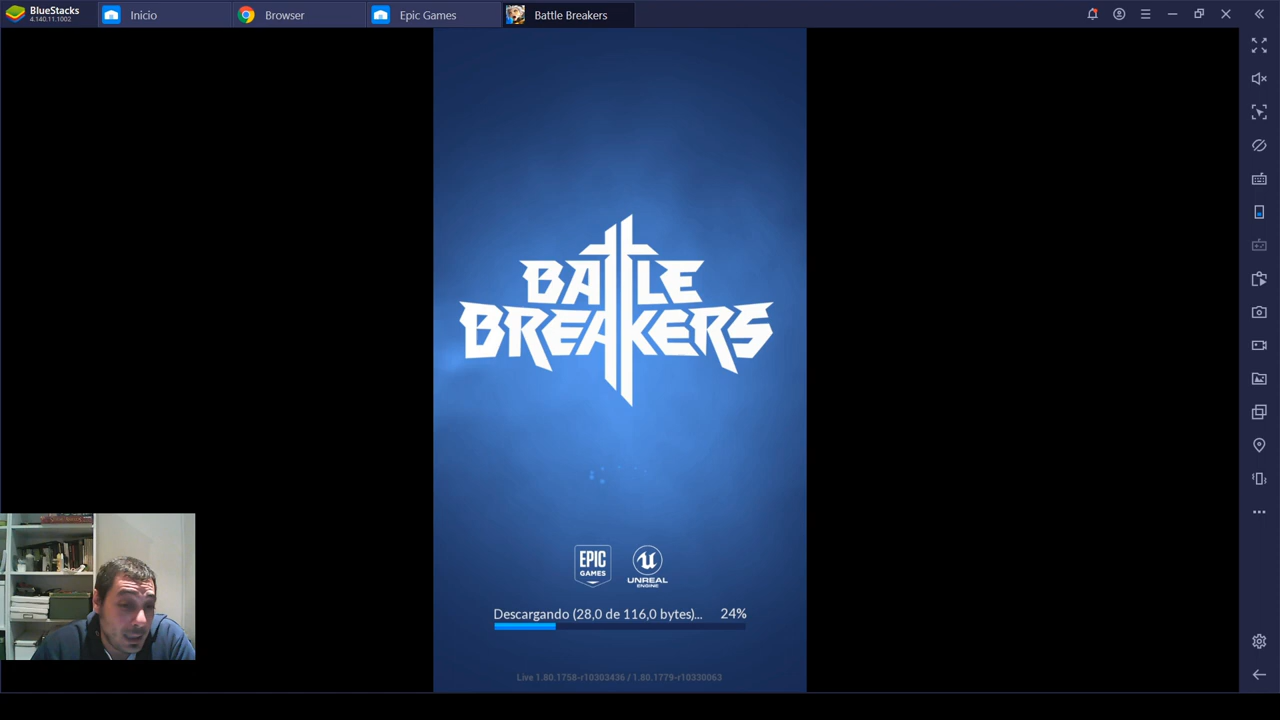 BlueStacks
4.140.11.1002
Inicio
Browser
Epic Games
Battle Breakers
BATTLE
BREAKERS
EPIC
GAMES
UNREAL
ENGINE
Descargando (28,0 de 116,0 bytes)... 24%
Live 1.80.1758-r10303436 / 1.80.1779-r10330063